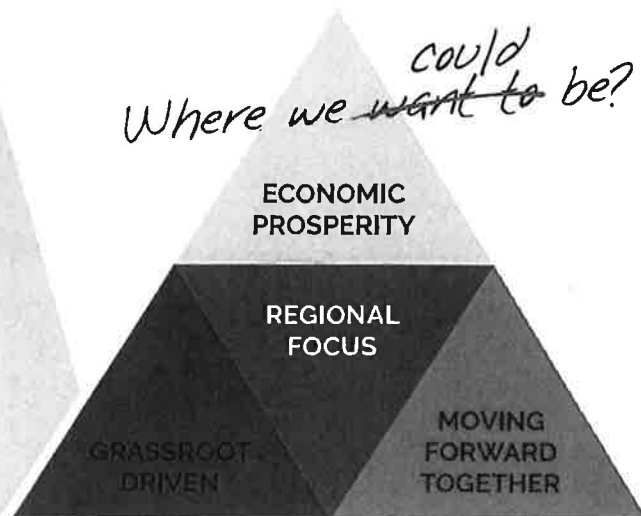 could
Where we want to be?
ECONOMIC
PROSPERITY
REGIONAL
FOCUS
GRASSROOT
DRIVEN
MOVING
FORWARD
TOGETHER